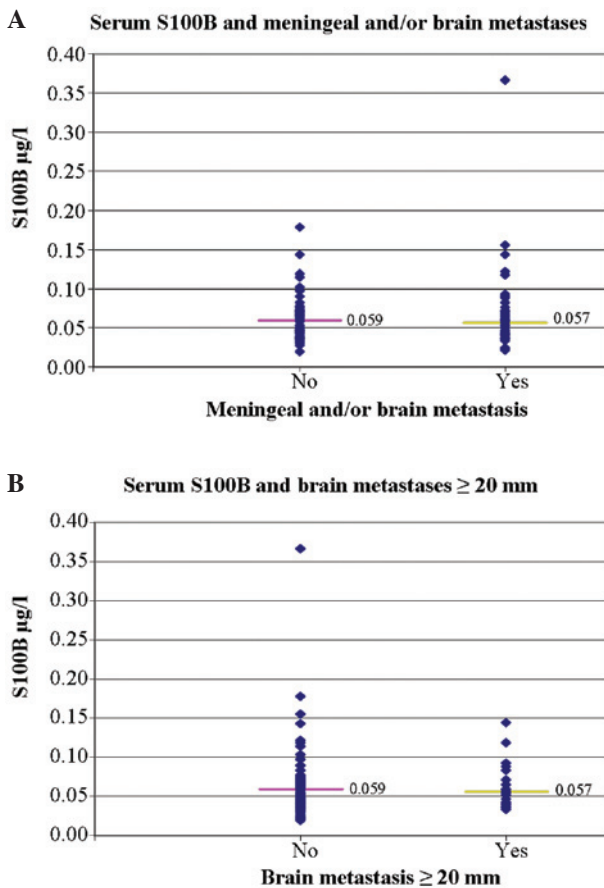 A
Serum S100B and meningeal and/or brain metastases
S100B µg/l
0.40
0.35
0.30
0.25
0.20
0.15
0.10
0.05
0.00
0.059
0.057
No Yes
Meningeal and/or brain metastasis
B
Serum S100B and brain metastases ≥ 20 mm
S100B µg/l
0.40
0.35
0.30
0.25
0.20
0.15
0.10
0.05
0.00
0.059
0.057
No Yes
Brain metastasis ≥ 20 mm